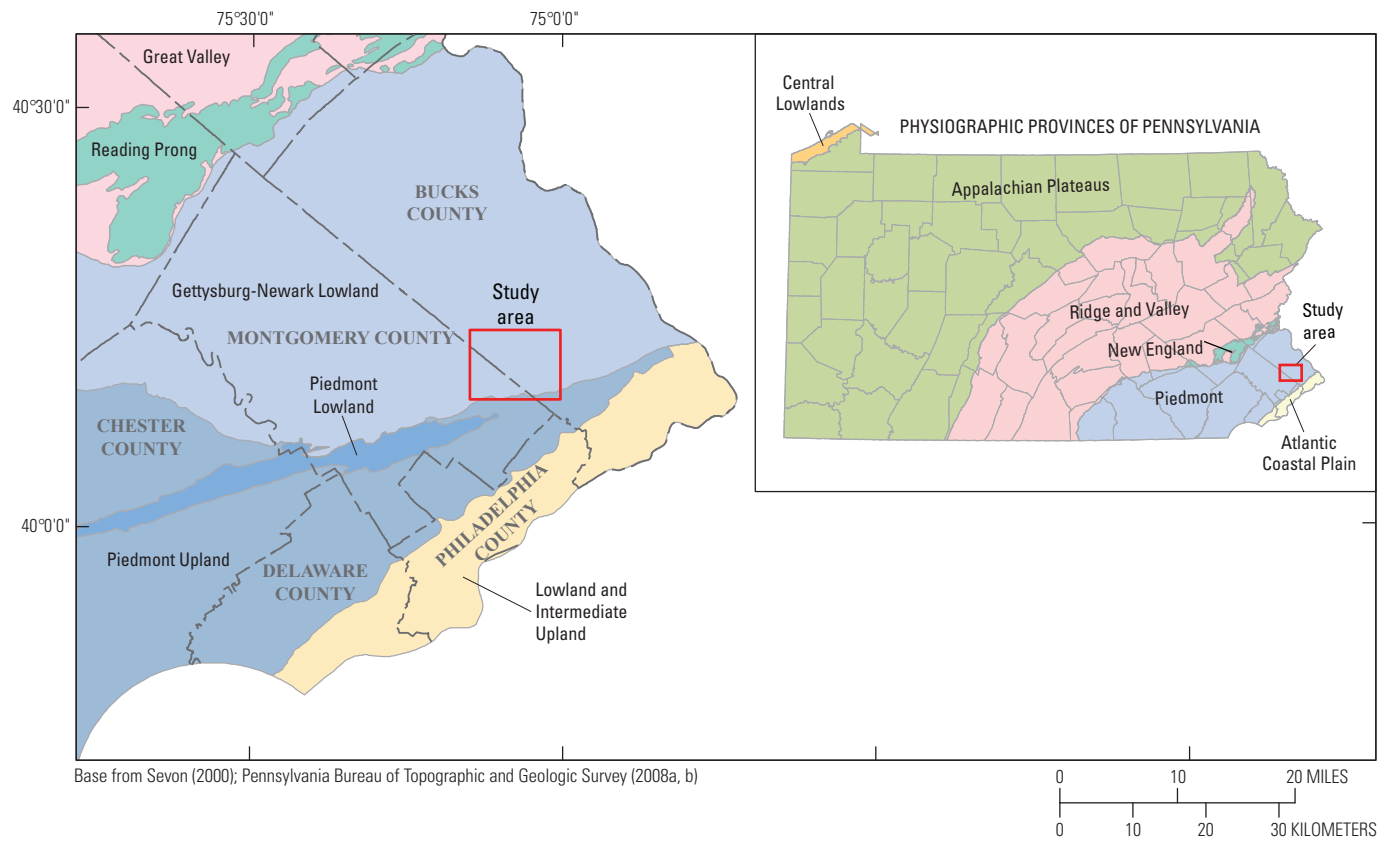 75°30'0"
75°0'0"
40°30'0"
40°0'0"
Great Valley
Reading Prong
BUCKS
COUNTY
Gettysburg-Newark Lowland
Study
area
MONTGOMERY COUNTY
Piedmont
Lowland
CHESTER
COUNTY
Piedmont Upland
DELAWARE
COUNTY
PHILADELPHIA
COUNTY
Lowland and
Intermediate
Upland
PHYSIOGRAPHIC PROVINCES OF PENNSYLVANIA
Central
Lowlands
Appalachian Plateaus
Ridge and Valley
New England
Study
area
Piedmont
Atlantic
Coastal Plain
Base from Sevon (2000); Pennsylvania Bureau of Topographic and Geologic Survey (2008a, b)
0 10 20 MILES
0 10 20 30 KILOMETERS